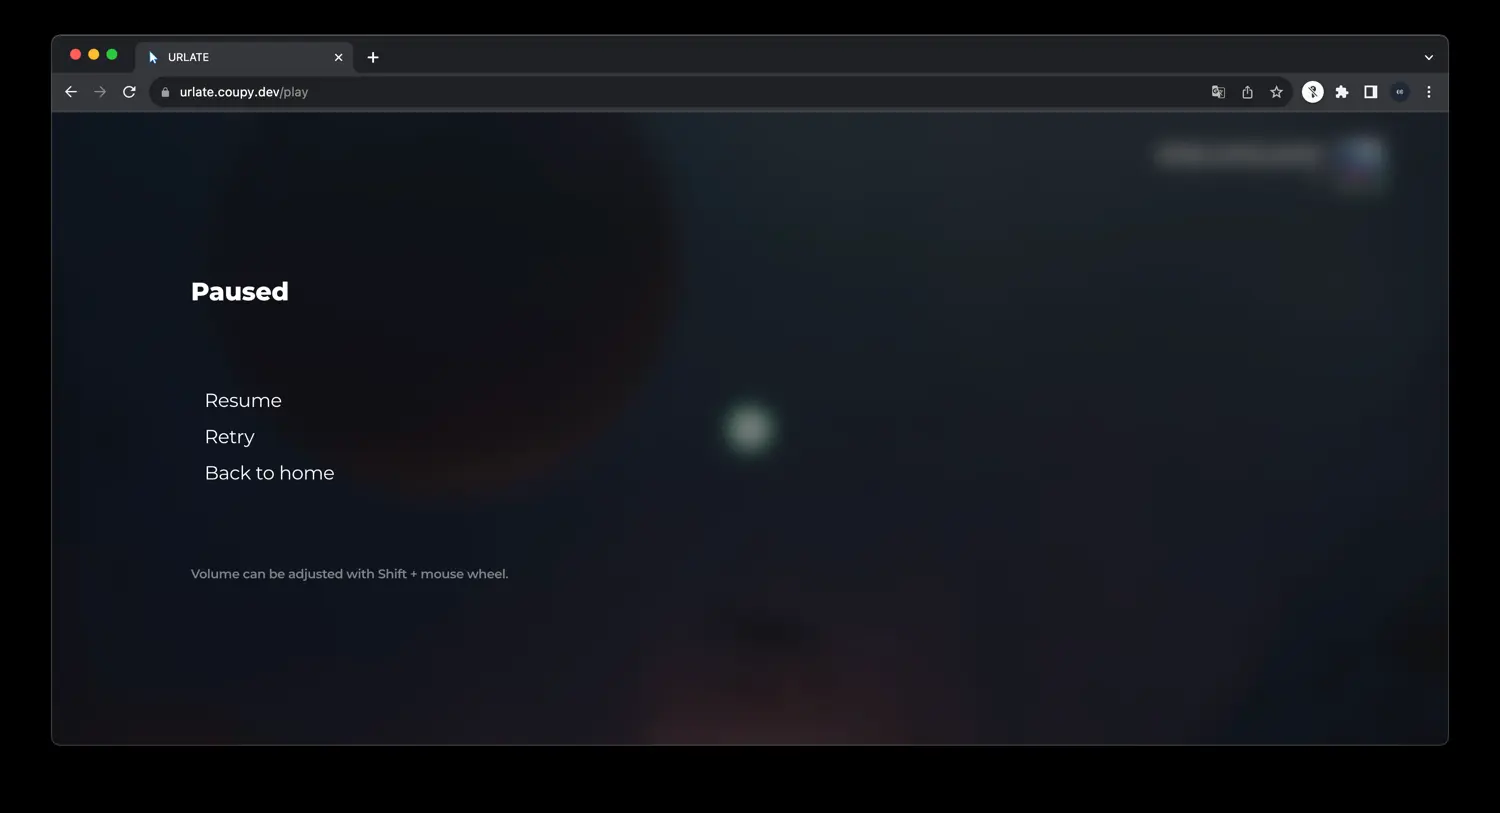 URLATE
urlate.coupy.dev/play
Paused
Resume
Retry
Back to home
Volume can be adjusted with Shift + mouse wheel.